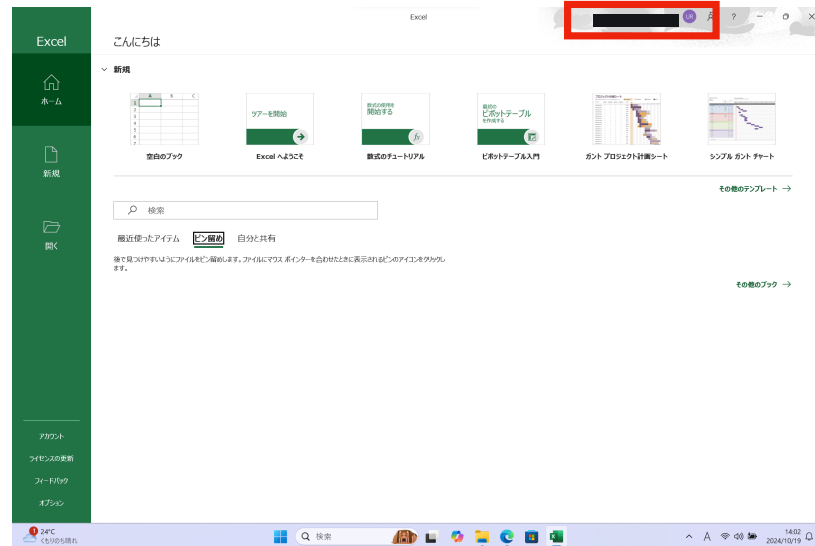 Excel
UR
?
Excel
こんにちは
ホーム
新規
開く
アカウント
ライセンスの更新
フィードバック
オプション
新規
A B C
1
2
3
4
5
6
7
空白のブック
ツアーを開始
Excel へようこそ
数式の使用を
開始する
fx
数式のチュートリアル
最初の
ピボットテーブル
を作成する
ピボットテーブル入門
ガント プロジェクト計画シート
シンプル ガント チャート
その他のテンプレート →
検索
最近使ったアイテム ピン留め 自分と共有
後で見つけやすいようにファイルをピン留めします。ファイルにマウス ポインターを合わせたときに表示されるピンのアイコンをクリックし
ます。
その他のブック →
1
24°C
くもりのち晴れ
検索
A
14:02
2024/10/19